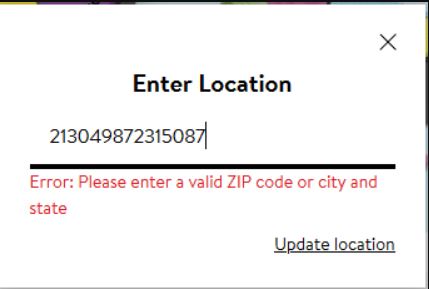 Enter Location
213049872315087
Error: Please enter a valid ZIP code or city and
state
Update location